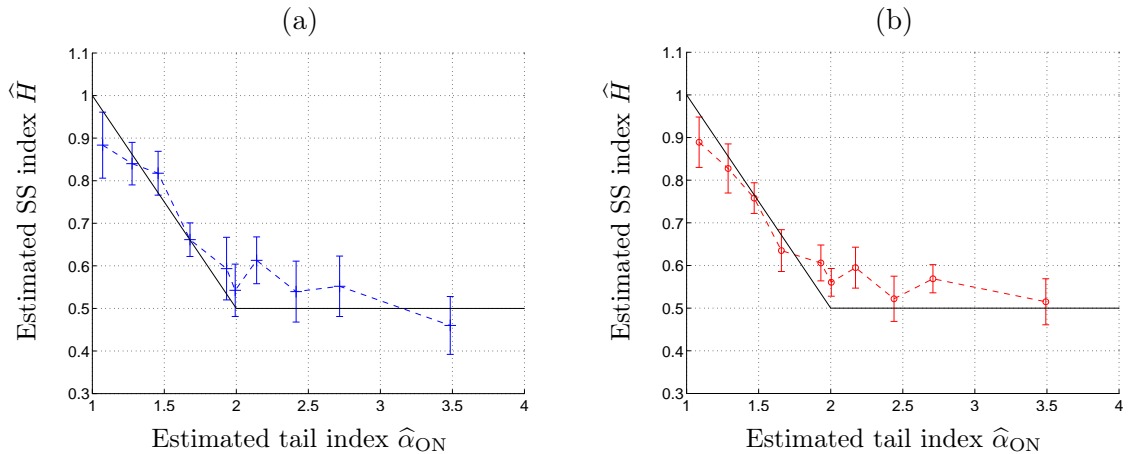 (a)
Estimated SS index Ĥ
1.1
1
0.9
0.8
0.7
0.6
0.5
0.4
0.3
1 1.5 2 2.5 3 3.5 4
Estimated tail index α̂ON
(b)
Estimated SS index Ĥ
1.1
1
0.9
0.8
0.7
0.6
0.5
0.4
0.3
1 1.5 2 2.5 3 3.5 4
Estimated tail index α̂ON